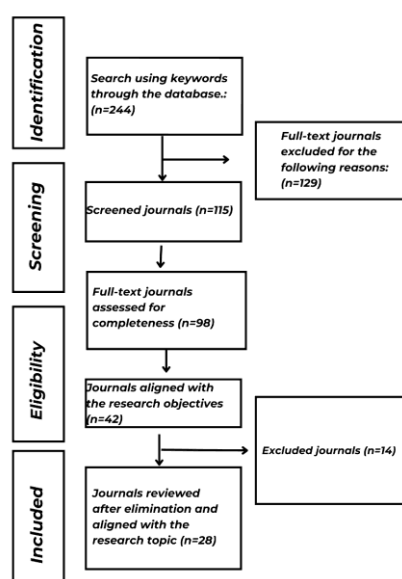 Identification
Search using keywords
through the database.:
(n=244)
Full-text journals
excluded for the
following reasons:
(n=129)
Screening
Screened journals (n=115)
Full-text journals
assessed for
completeness (n=98)
Eligibility
Journals aligned with
the research objectives
(n=42)
Excluded journals (n=14)
Included
Journals reviewed
after elimination and
aligned with the
research topic (n=28)